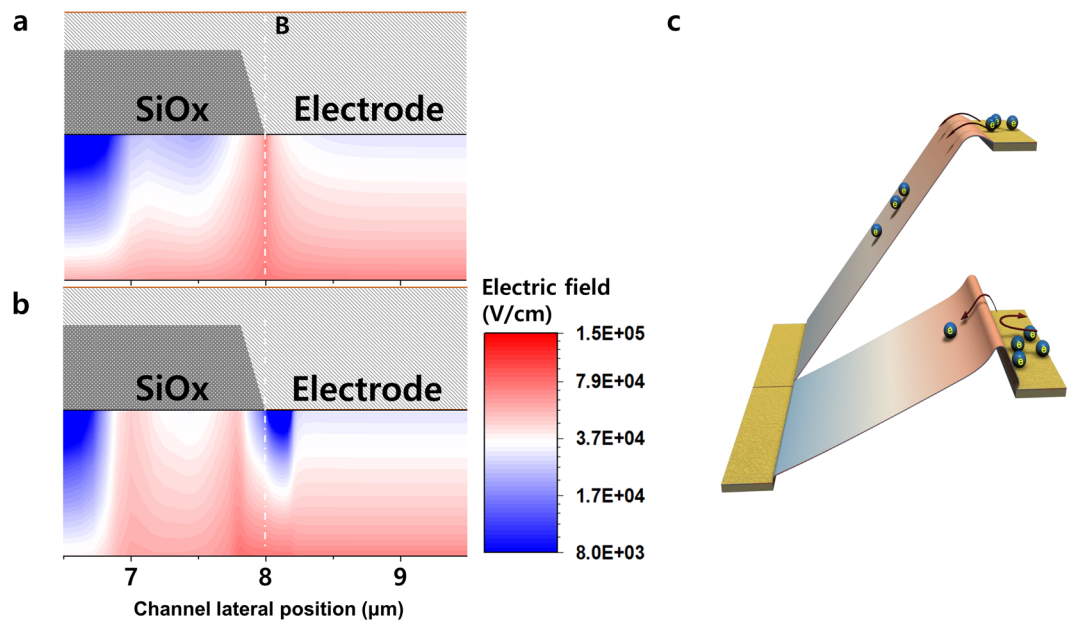 a
B
SiOx
Electrode
b
SiOx
Electrode
7
8
9
Channel lateral position (µm)
Electric field
(V/cm)
1.5E+05
7.9E+04
3.7E+04
1.7E+04
8.0E+03
c
e
e
e
e
e
e
e
e
e
e
e